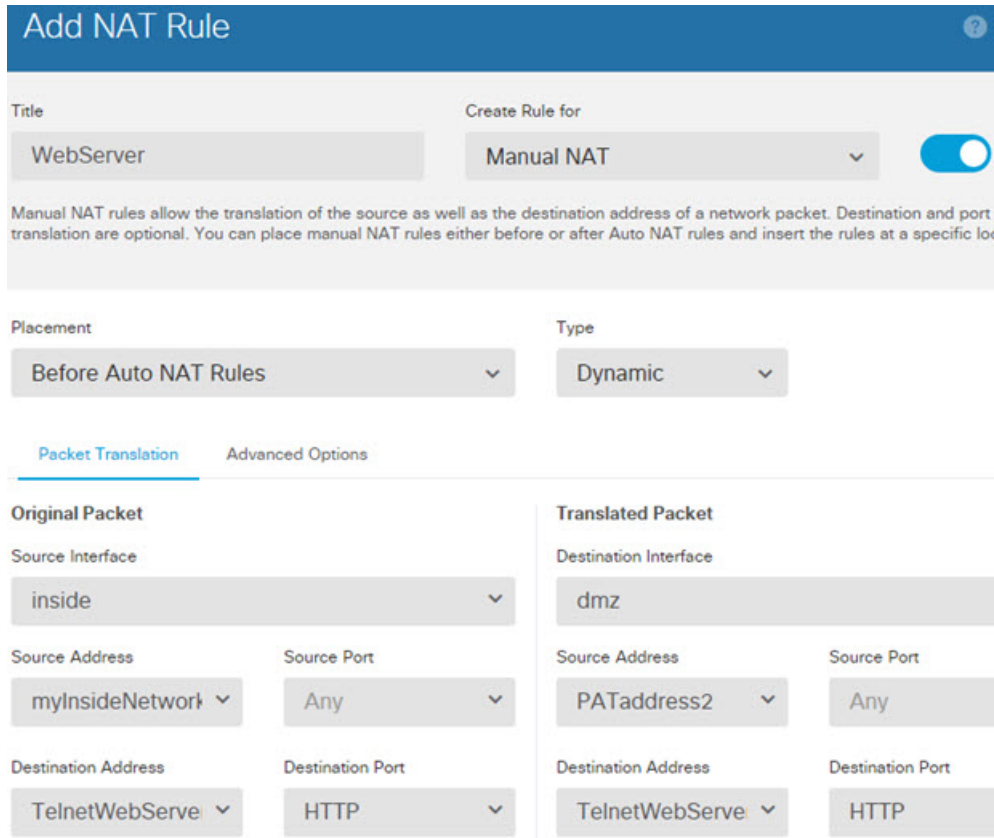 Add NAT Rule
?
Title
Create Rule for
WebServer
Manual NAT
Manual NAT rules allow the translation of the source as well as the destination address of a network packet. Destination and port
translation are optional. You can place manual NAT rules either before or after Auto NAT rules and insert the rules at a specific loc
Placement
Type
Before Auto NAT Rules
Dynamic
Packet Translation
Advanced Options
Original Packet
Translated Packet
Source Interface
Destination Interface
inside
dmz
Source Address
Source Port
Source Address
Source Port
myInsideNetwork
Any
PATaddress2
Any
Destination Address
Destination Port
Destination Address
Destination Port
TelnetWebServe
HTTP
TelnetWebServe
HTTP